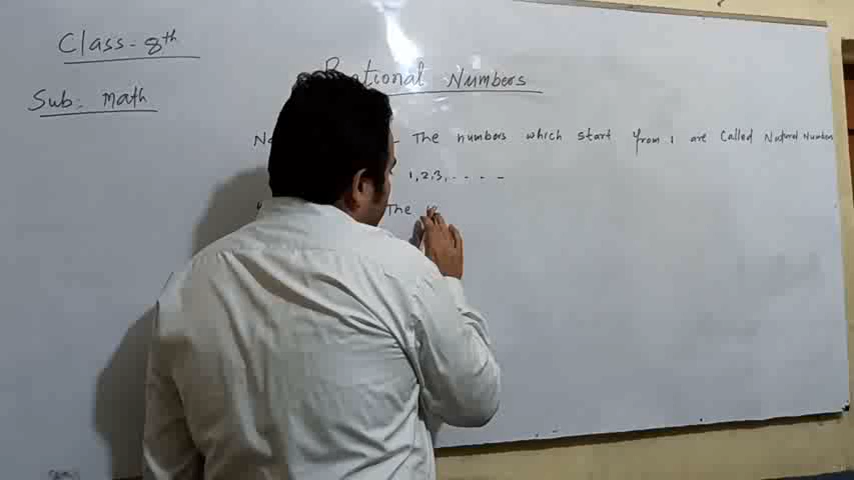 Class - 8th
Rational Numbers
Sub: Math
- The numbers which start from 1 are Called Natural Numbers
1, 2, 3, . . . . -
The